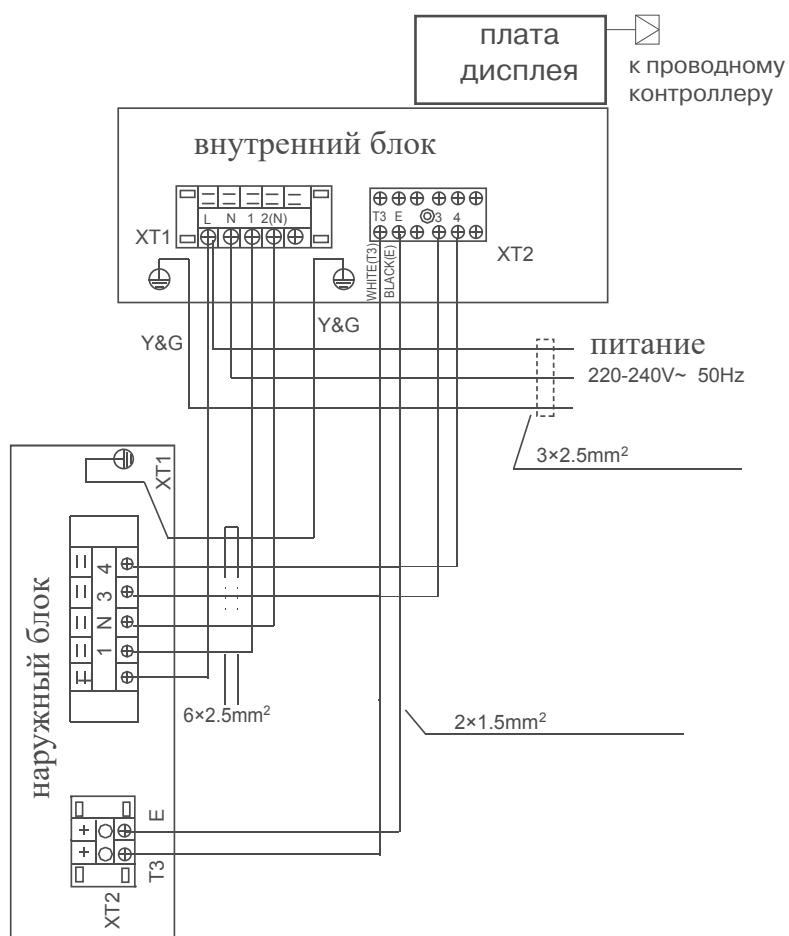 плата
дисплея
к проводному
контроллеру
внутренний блок
L N 1 2(N)
XT1
T3 E 3 4
XT2
WHITE(T3)
BLACK(E)
Y&G
Y&G
питание
220-240V~ 50Hz
3×2.5mm²
XT1
4
3
N
1
наружный блок
6×2.5mm²
2×1.5mm²
E
T3
XT2